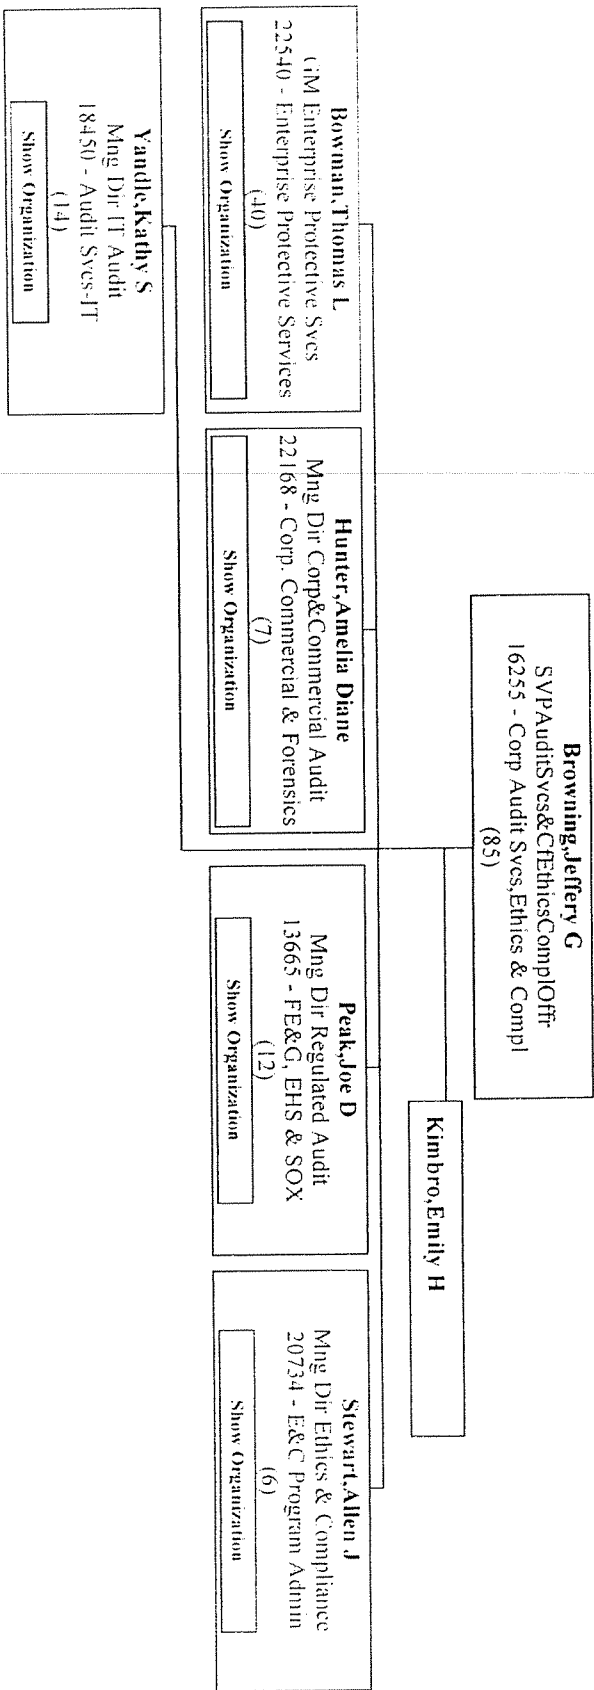 Browning,Jeffery G
SVPAuditSvcs&CfEthicsComplOffr
16255 - Corp Audit Svcs,Ethics & Compl
(85)
Kimbro,Emily H
Bowman,Thomas L
GM Enterprise Protective Svcs
22540 - Enterprise Protective Services
(40)
Show Organization
Hunter,Amelia Diane
Mng Dir Corp&Commercial Audit
22168 - Corp. Commercial & Forensics
(7)
Show Organization
Peak,Joe D
Mng Dir Regulated Audit
13665 - FE&G, EHS & SOX
(12)
Show Organization
Stewart,Allen J
Mng Dir Ethics & Compliance
20734 - E&C Program Admin
(6)
Show Organization
Yandle,Kathy S
Mng Dir IT Audit
18450 - Audit Svcs-IT
(14)
Show Organization